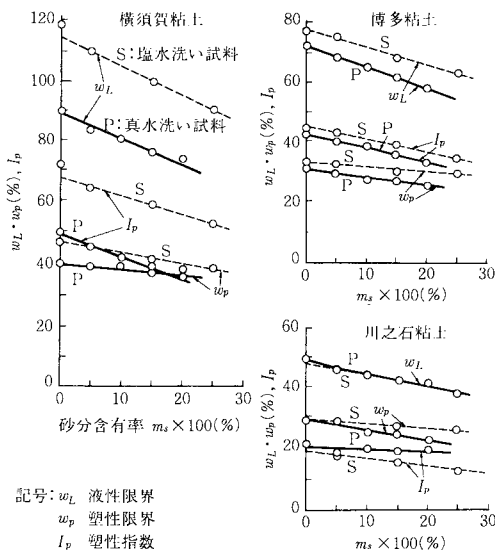 横須賀粘土
120
100
80
60
40
20
0
w_L・w_p(%), I_p
S:塩水洗い試料
w_L
P:真水洗い試料
S
I_p
P
S
P
w_p
0 10 20 30
砂分含有率 m_s×100(%)
記号:w_L 液性限界
w_p 塑性限界
I_p 塑性指数
博多粘土
80
60
40
20
0
w_L・w_p(%), I_p
S
P
w_L
S
P
I_p
S
w_p
P
0 10 20 30
m_s×100(%)
川之石粘土
60
40
20
0
w_L・w_p(%), I_p
P
w_L
S
S
w_p
P
P
S
I_p
0 10 20 30
m_s×100(%)